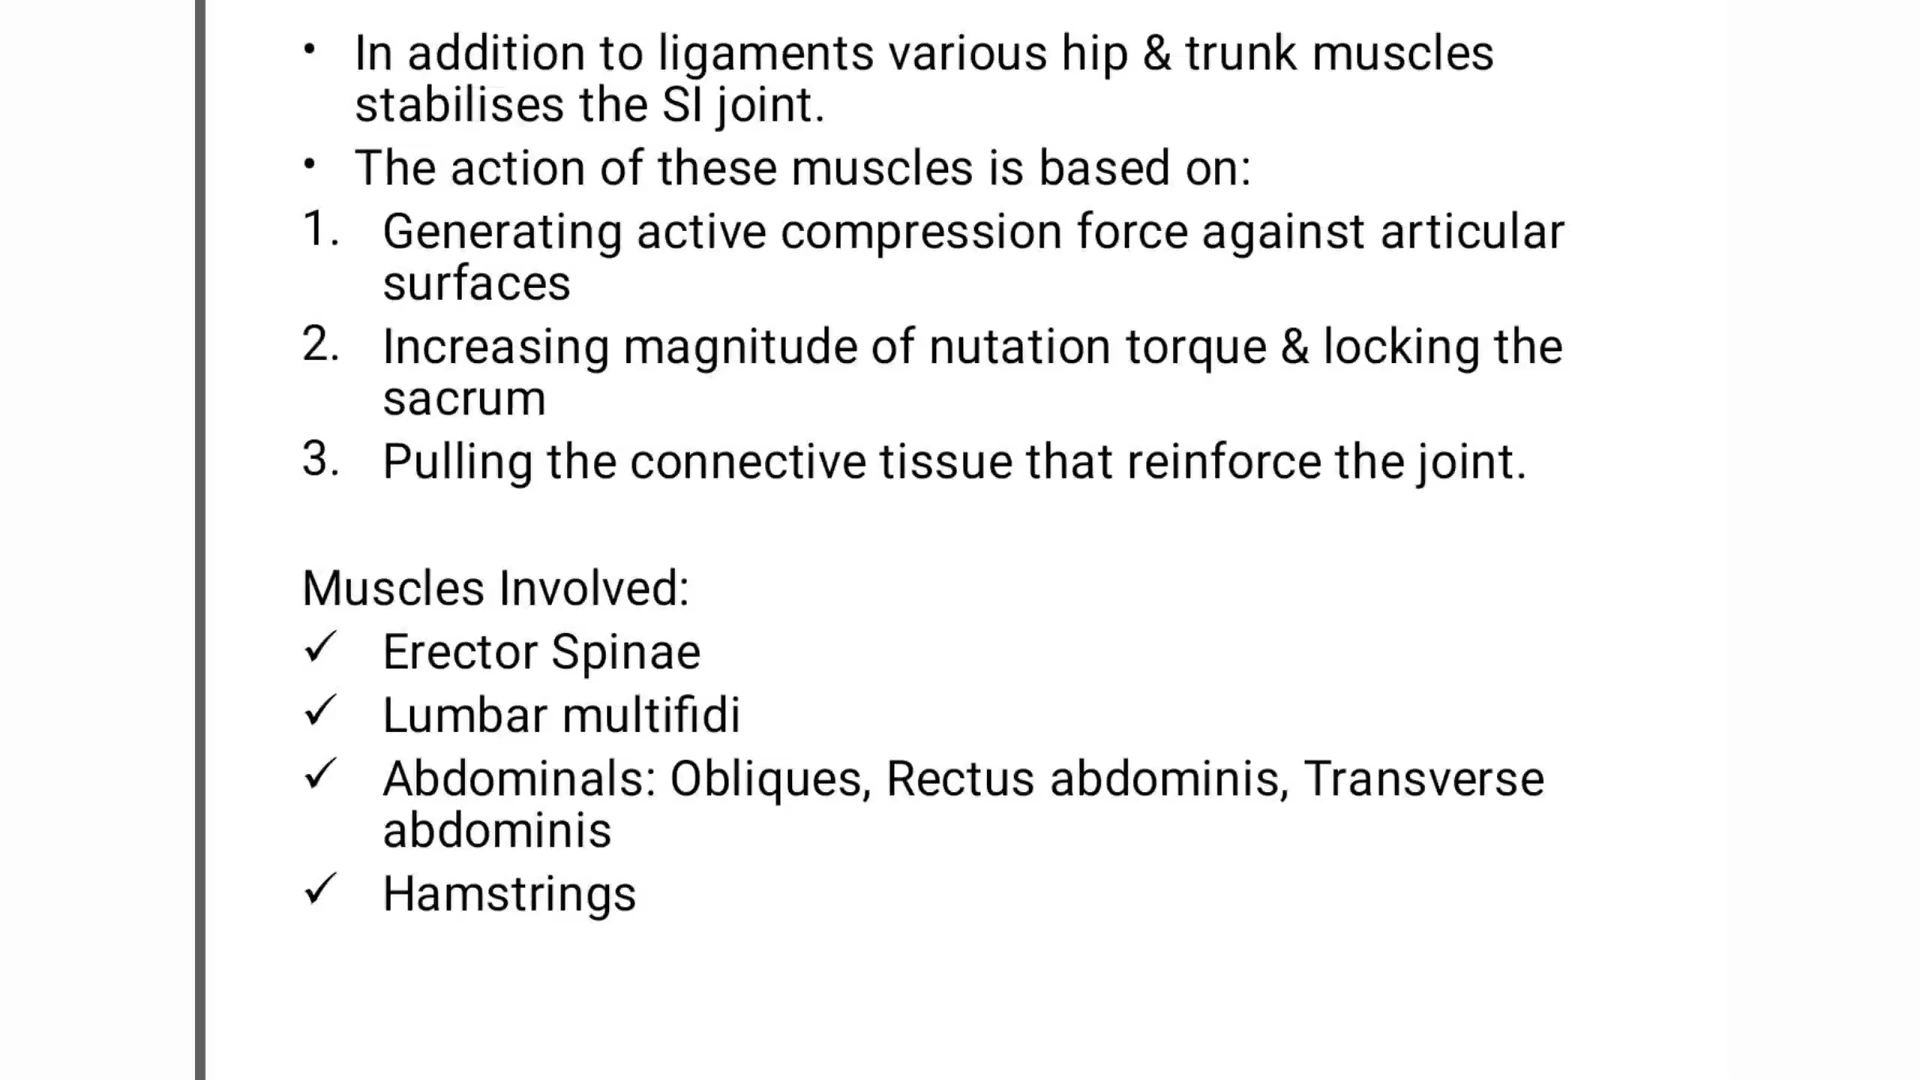 • In addition to ligaments various hip & trunk muscles
stabilises the SI joint.
• The action of these muscles is based on:
1. Generating active compression force against articular
surfaces
2. Increasing magnitude of nutation torque & locking the
sacrum
3. Pulling the connective tissue that reinforce the joint.
Muscles Involved:
✓ Erector Spinae
✓ Lumbar multifidi
✓ Abdominals: Obliques, Rectus abdominis, Transverse
abdominis
✓ Hamstrings